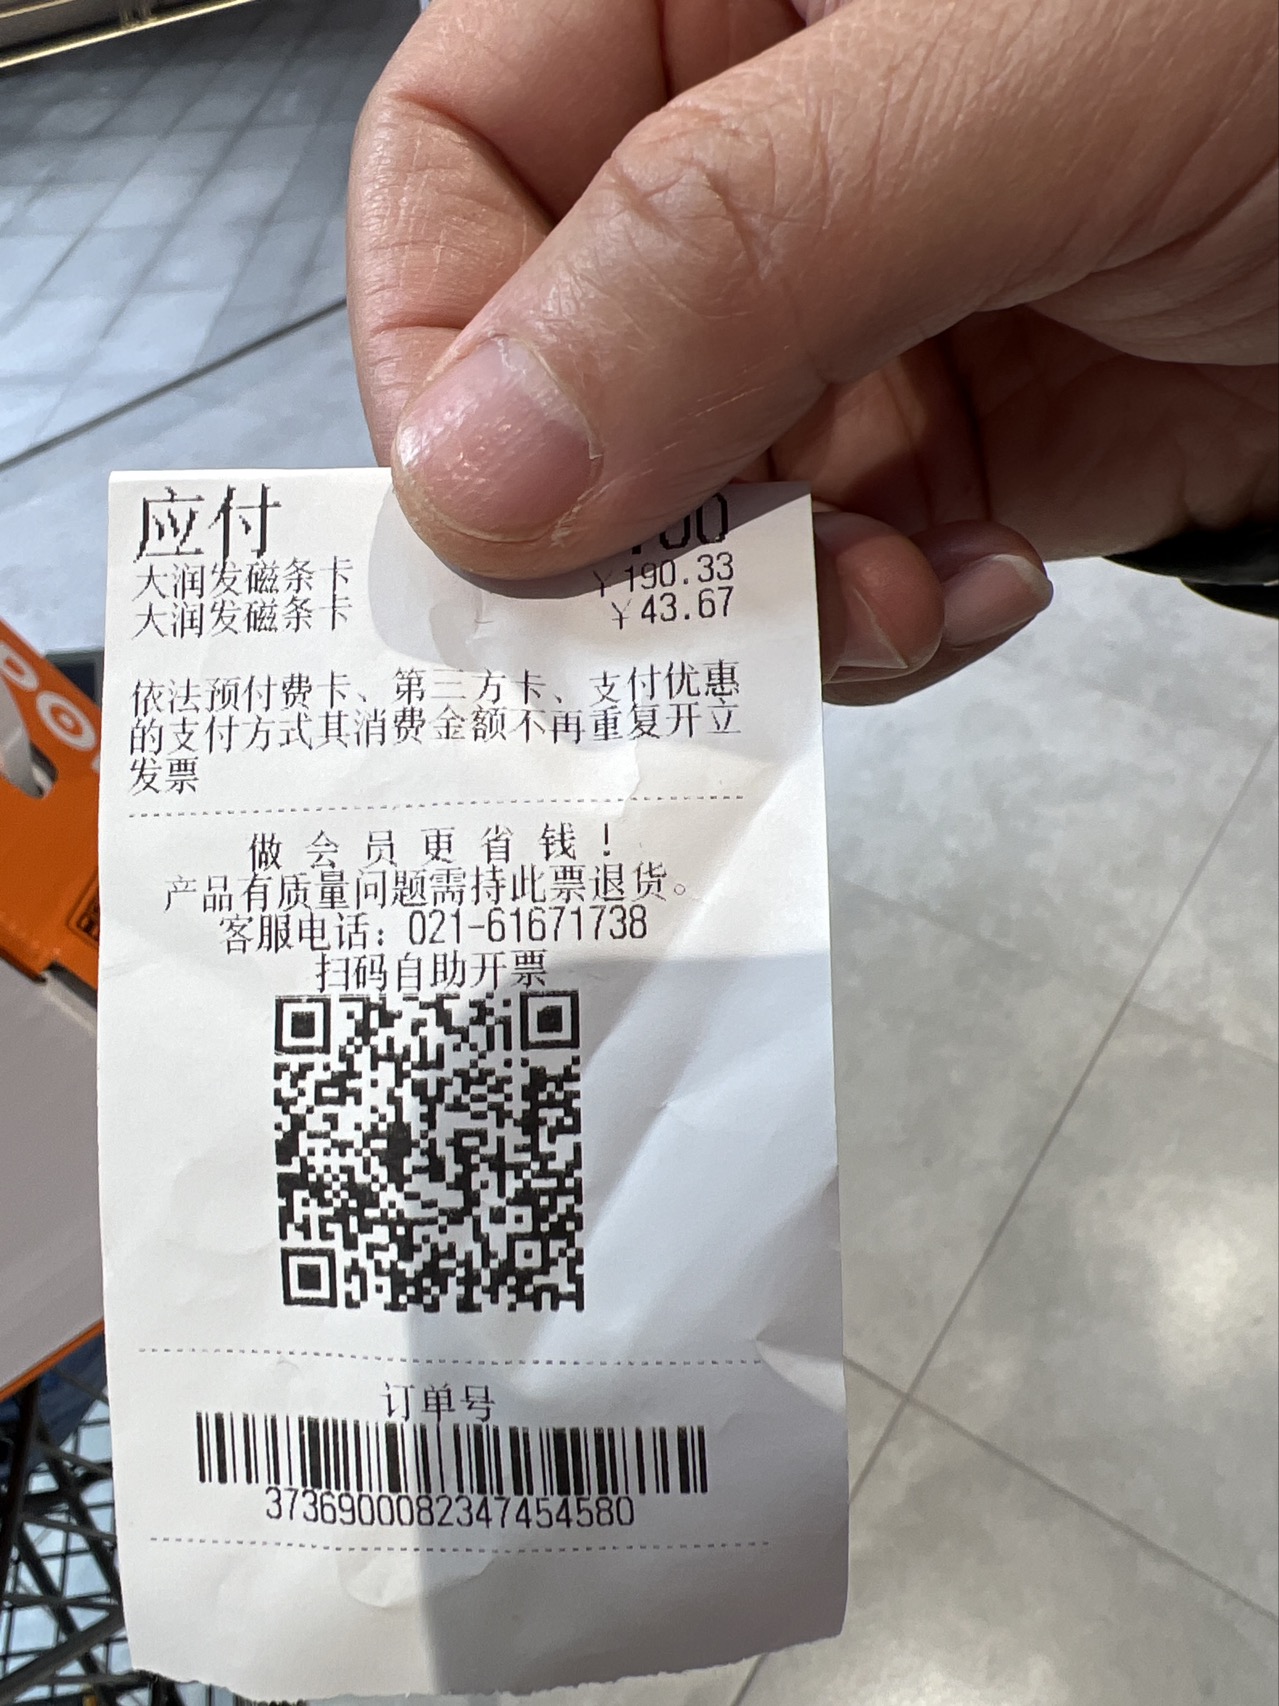 应付
大润发磁条卡 ￥190.33
大润发磁条卡 ￥43.67
依法预付费卡、第三方卡、支付优惠
的支付方式其消费金额不再重复开立
发票
做会员更省钱！
产品有质量问题需持此票退货。
客服电话：021-61671738
扫码自助开票
订单号
3736900082347454580